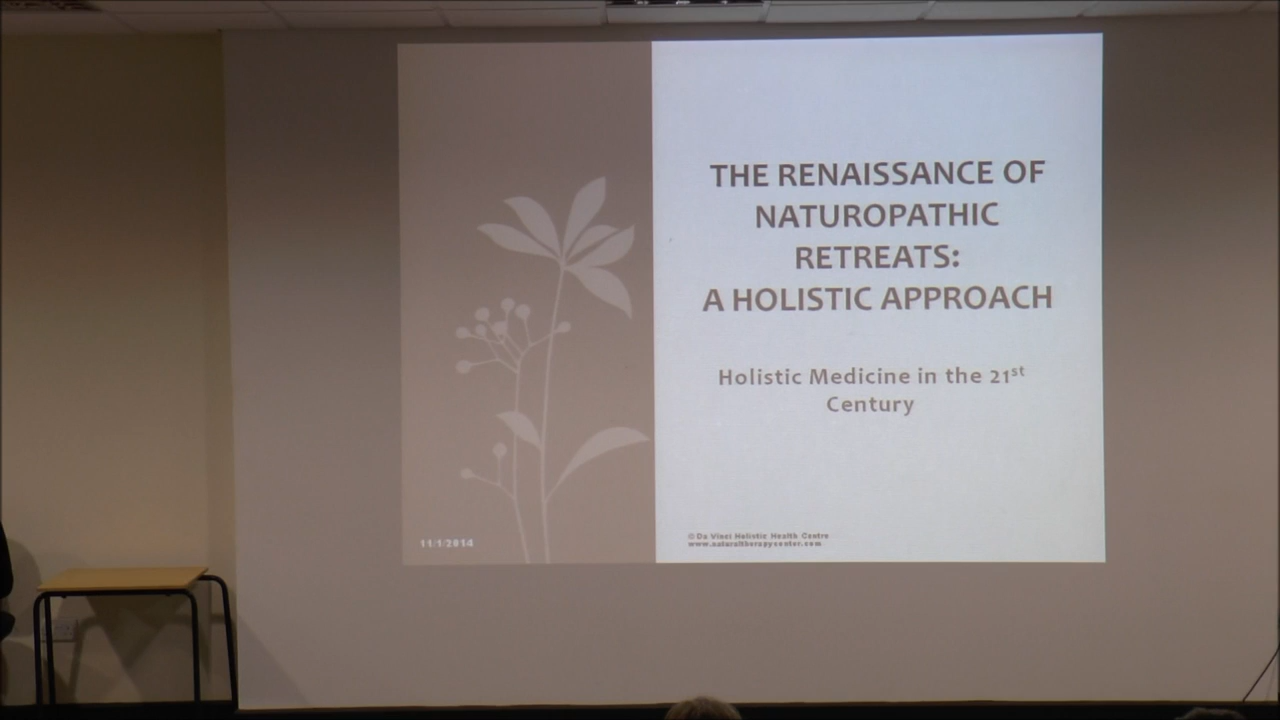 THE RENAISSANCE OF
NATUROPATHIC
RETREATS:
A HOLISTIC APPROACH
Holistic Medicine in the 21st
Century
© Da Vinci Holistic Health Centre
www.naturaltherapycenter.com
11/1/2014